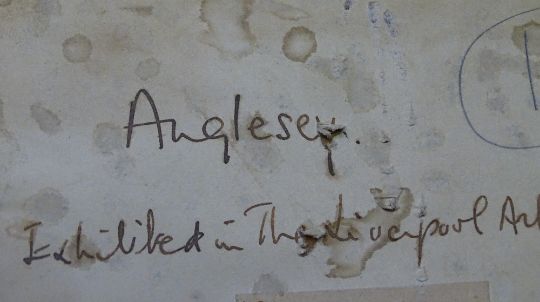 Anglesey.
Exhibited in The Liverpool